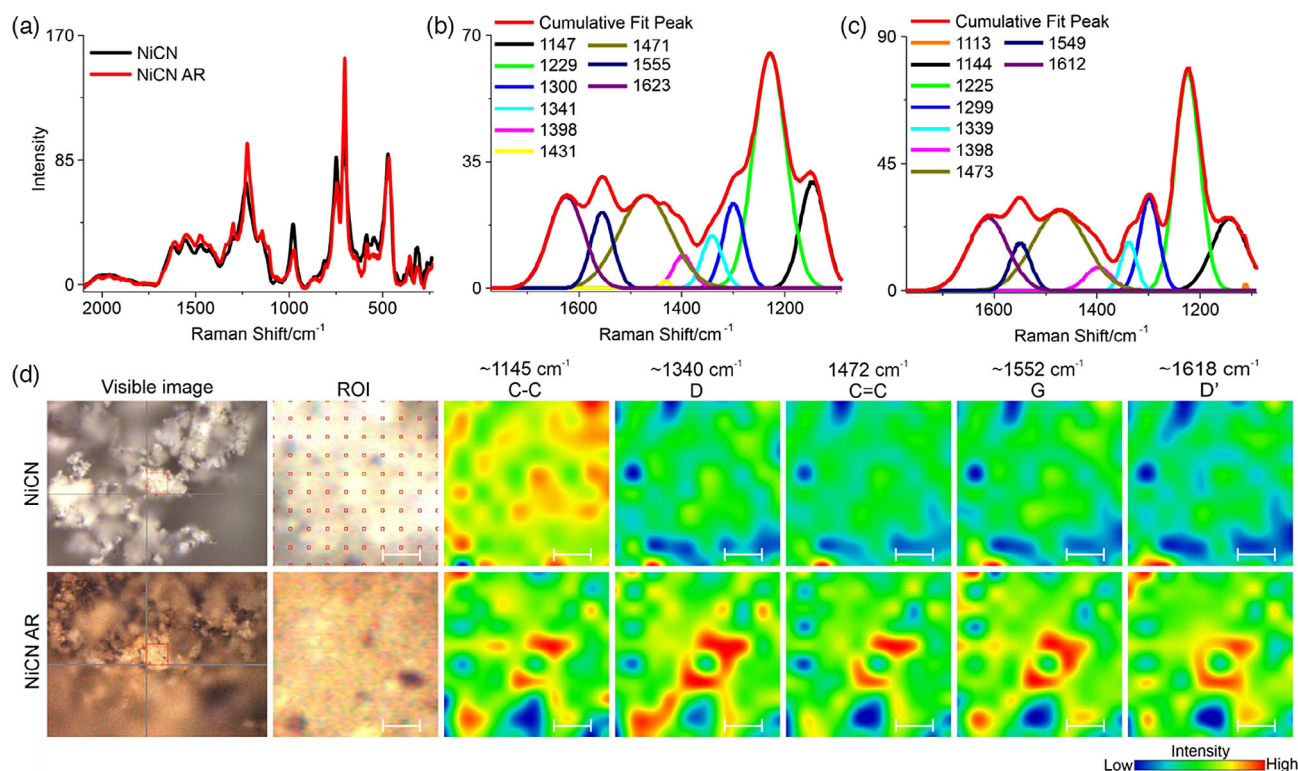 (a)
170
85
0
Intensity
NiCN
NiCN AR
2000 1500 1000 500
Raman Shift/cm-1
(b)
70
35
0
Cumulative Fit Peak
1147 1471
1229 1555
1300 1623
1341
1398
1431
1600 1400 1200
Raman Shift/cm-1
(c)
90
45
0
Cumulative Fit Peak
1113 1549
1144 1612
1225
1299
1339
1398
1473
1600 1400 1200
Raman Shift/cm-1
(d)
~1145 cm-1 ~1340 cm-1 1472 cm-1 ~1552 cm-1 ~1618 cm-1
Visible image ROI C-C D C=C G D'
NiCN
NiCN AR
Intensity
Low High